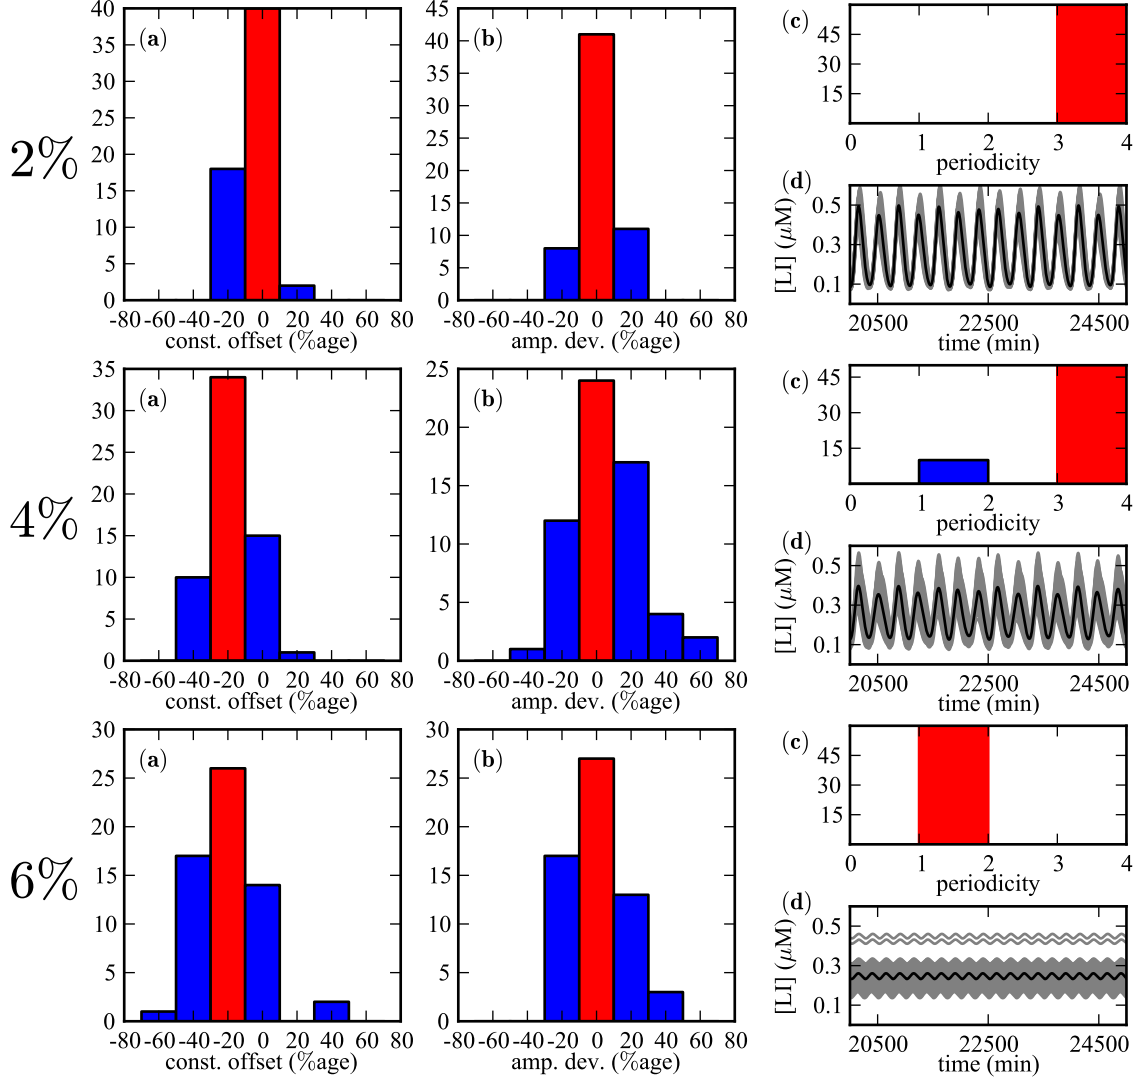 2%
(a)
40
35
30
25
20
15
10
5
0
-80 -60 -40 -20 0 20 40 60 80
const. offset (%age)
(b)
45
40
35
30
25
20
15
10
5
0
-80 -60 -40 -20 0 20 40 60 80
amp. dev. (%age)
(c)
45
30
15
0 1 2 3 4
periodicity
(d)
[LI] (μM)
0.5
0.3
0.1
20500 22500 24500
time (min)
4%
(a)
35
30
25
20
15
10
5
0
-80 -60 -40 -20 0 20 40 60 80
const. offset (%age)
(b)
25
20
15
10
5
0
-80 -60 -40 -20 0 20 40 60 80
amp. dev. (%age)
(c)
45
30
15
0 1 2 3 4
periodicity
(d)
[LI] (μM)
0.5
0.3
0.1
20500 22500 24500
time (min)
6%
(a)
30
25
20
15
10
5
0
-80 -60 -40 -20 0 20 40 60 80
const. offset (%age)
(b)
30
25
20
15
10
5
0
-80 -60 -40 -20 0 20 40 60 80
amp. dev. (%age)
(c)
45
30
15
0 1 2 3 4
periodicity
(d)
[LI] (μM)
0.5
0.3
0.1
20500 22500 24500
time (min)